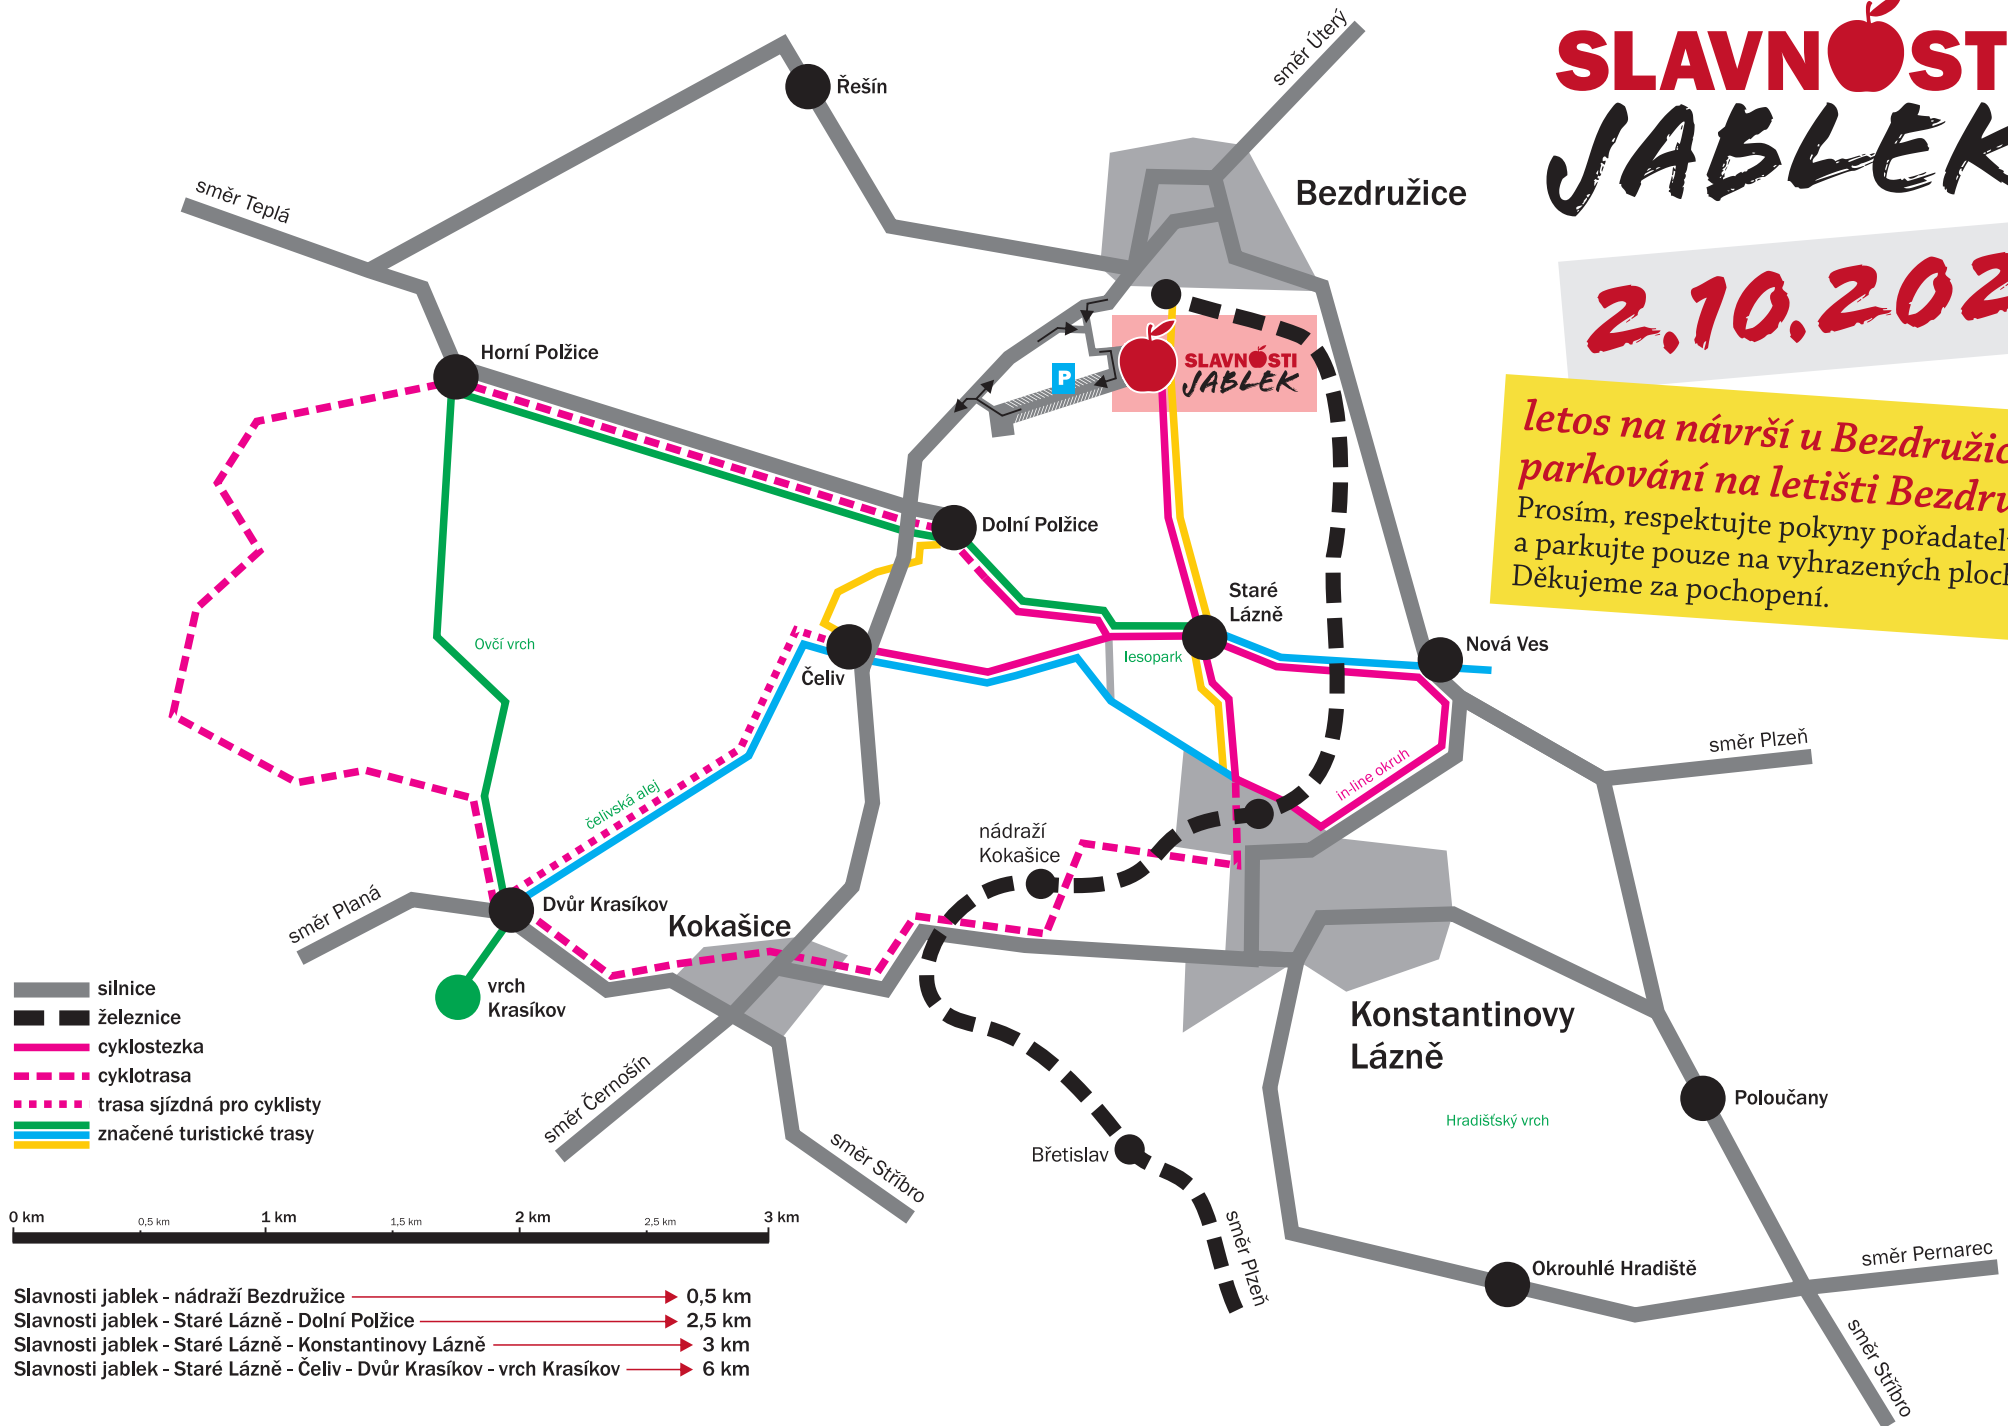 SLAVNOST
JABLEK
2.10.202
letos na návrší u Bezdružic
parkování na letišti Bezdru
Prosím, respektujte pokyny pořadatel
a parkujte pouze na vyhrazených ploch
Děkujeme za pochopení.
směr Útery
Řešín
Bezdružice
směr Teplá
Horní Polžice
P
SLAVNOSTI
JABLEK
Dolní Polžice
Staré
Lázně
Nová Ves
Ovčí vrch
lesopark
Čeliv
směr Plzeň
in-line okruh
čelivská alej
nádraží
Kokašice
směr Planá
Dvůr Krasíkov
Kokašice
vrch
Krasíkov
Konstantinovy
Lázně
silnice
železnice
cyklostezka
cyklotrasa
trasa sjízdná pro cyklisty
značené turistické trasy
směr Černošín
směr Stříbro
Břetislav
Hradišťský vrch
Poloučany
směr Plzeň
Okrouhlé Hradiště
směr Pernarec
směr Stříbro
0 km 0,5 km 1 km 1,5 km 2 km 2,5 km 3 km
Slavnosti jablek - nádraží Bezdružice 0,5 km
Slavnosti jablek - Staré Lázně - Dolní Polžice 2,5 km
Slavnosti jablek - Staré Lázně - Konstantinovy Lázně 3 km
Slavnosti jablek - Staré Lázně - Čeliv - Dvůr Krasíkov - vrch Krasíkov 6 km